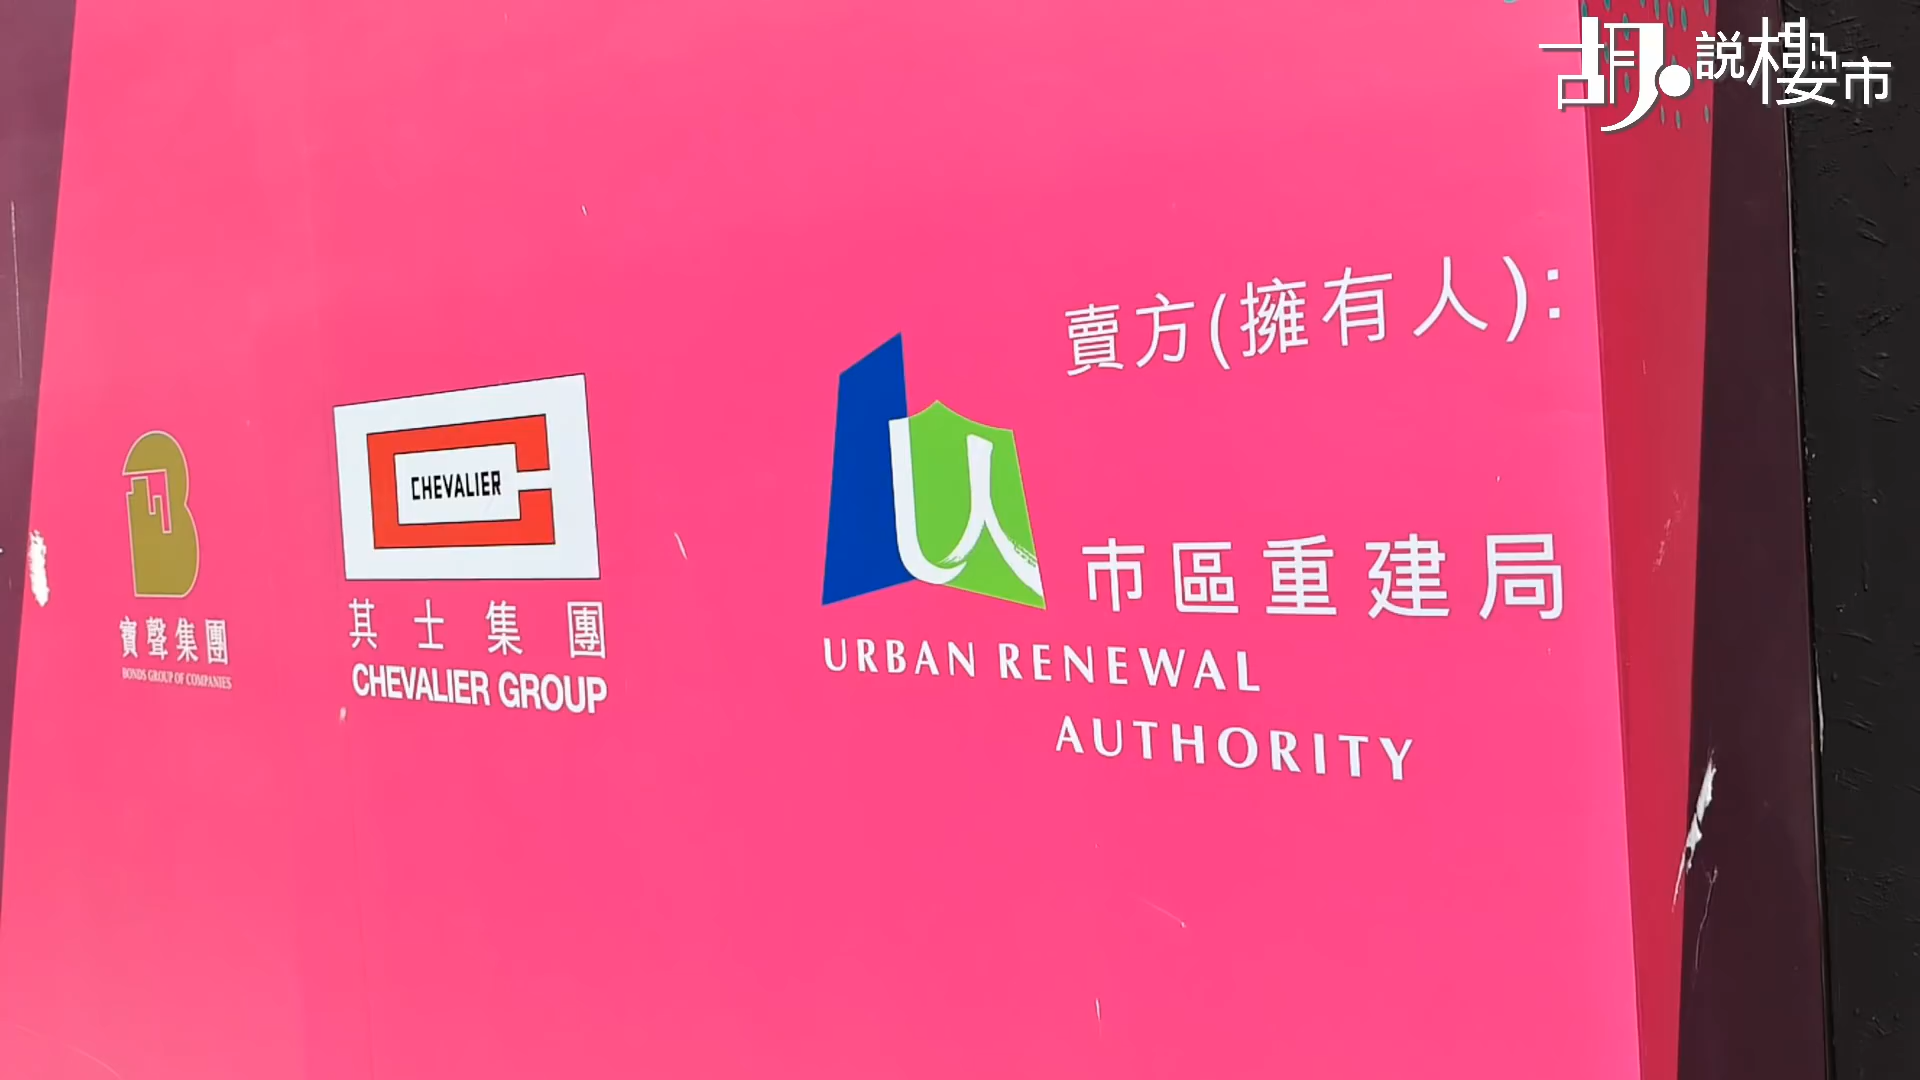 胡.説樓市
賣方(擁有人):
CHEVALIER
市區重建局
URBAN RENEWAL
AUTHORITY
其士集團
CHEVALIER GROUP
寶聲集團
BONDS GROUP OF COMPANIES